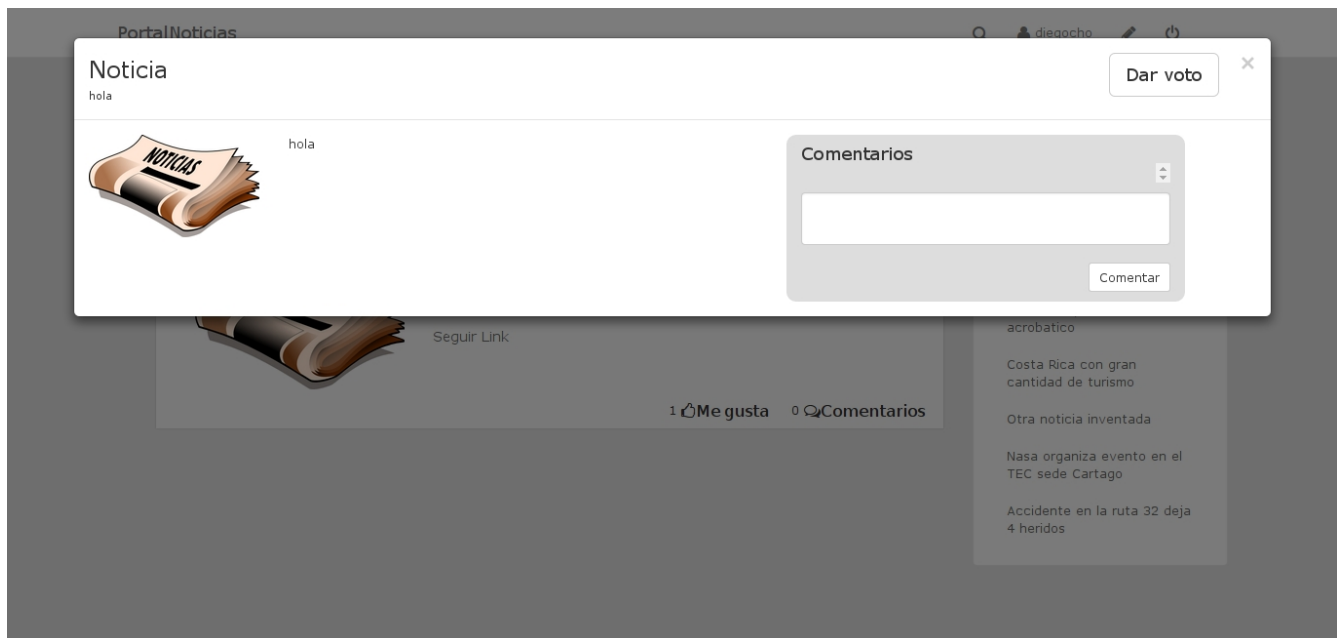 PortalNoticias
diegocho
Noticia
Dar voto
×
hola
NOTICIAS
hola
Comentarios
Comentar
Seguir Link
1 Me gusta 0 Comentarios
acrobatico
Costa Rica con gran
cantidad de turismo
Otra noticia inventada
Nasa organiza evento en el
TEC sede Cartago
Accidente en la ruta 32 deja
4 heridos